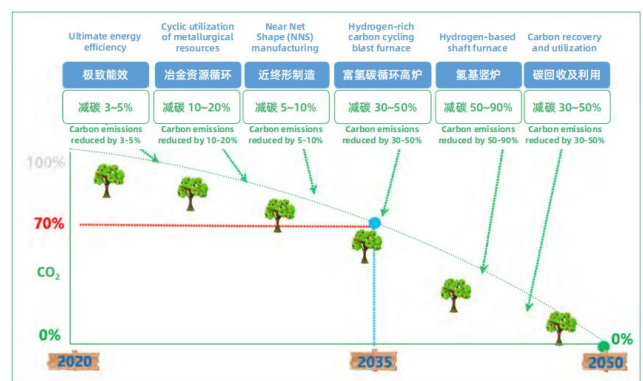 Ultimate energy
efficiency
Cyclic utilization
of metallurgical
resources
Near Net
Shape (NNS)
manufacturing
Hydrogen-rich
carbon cycling
blast furnace
Hydrogen-based
shaft furnace
Carbon recovery
and utilization
极致能效
冶金资源循环
近终形制造
富氢碳循环高炉
氢基竖炉
碳回收及利用
减碳 3~5%
减碳 10~20%
减碳 5~10%
减碳 30~50%
减碳 50~90%
减碳 30~50%
Carbon emissions
reduced by 3-5%
Carbon emissions
reduced by 10-20%
Carbon emissions
reduced by 5-10%
Carbon emissions
reduced by 30-50%
Carbon emissions
reduced by 50-90%
Carbon emissions
reduced by 30-50%
100%
70%
CO₂
0%
0%
2020
2035
2050